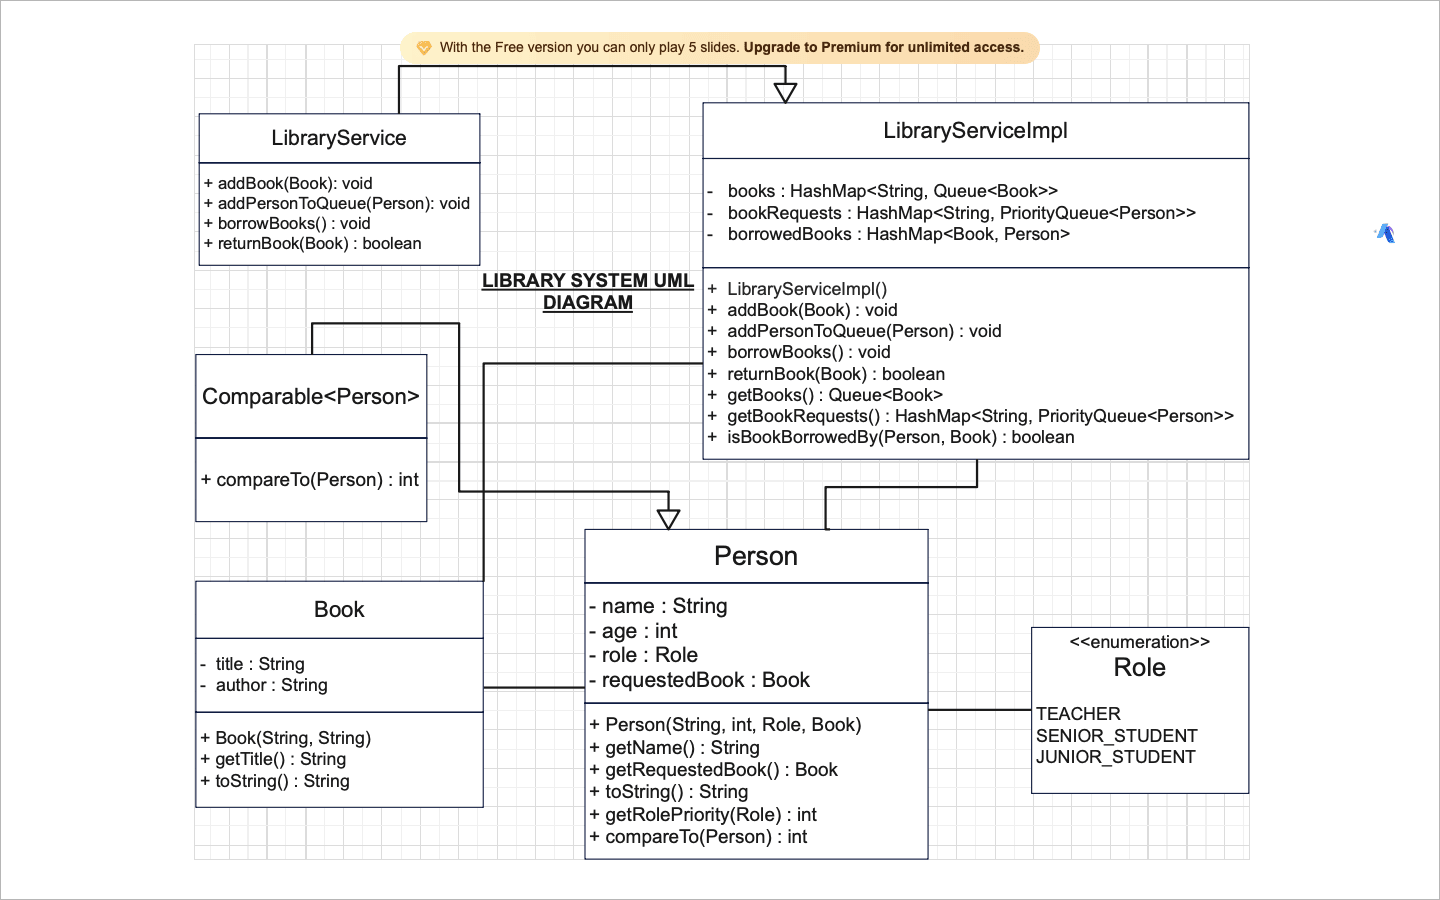 With the Free version you can only play 5 slides. Upgrade to Premium for unlimited access.
LibraryService
+ addBook(Book): void
+ addPersonToQueue(Person): void
+ borrowBooks() : void
+ returnBook(Book) : boolean
LibraryServiceImpl
- books : HashMap<String, Queue<Book>>
- bookRequests : HashMap<String, PriorityQueue<Person>>
- borrowedBooks : HashMap<Book, Person>
+ LibraryServiceImpl()
+ addBook(Book) : void
+ addPersonToQueue(Person) : void
+ borrowBooks() : void
+ returnBook(Book) : boolean
+ getBooks() : Queue<Book>
+ getBookRequests() : HashMap<String, PriorityQueue<Person>>
+ isBookBorrowedBy(Person, Book) : boolean
LIBRARY SYSTEM UML
DIAGRAM
Comparable<Person>
+ compareTo(Person) : int
Book
- title : String
- author : String
+ Book(String, String)
+ getTitle() : String
+ toString() : String
Person
- name : String
- age : int
- role : Role
- requestedBook : Book
+ Person(String, int, Role, Book)
+ getName() : String
+ getRequestedBook() : Book
+ toString() : String
+ getRolePriority(Role) : int
+ compareTo(Person) : int
<<enumeration>>
Role
TEACHER
SENIOR_STUDENT
JUNIOR_STUDENT